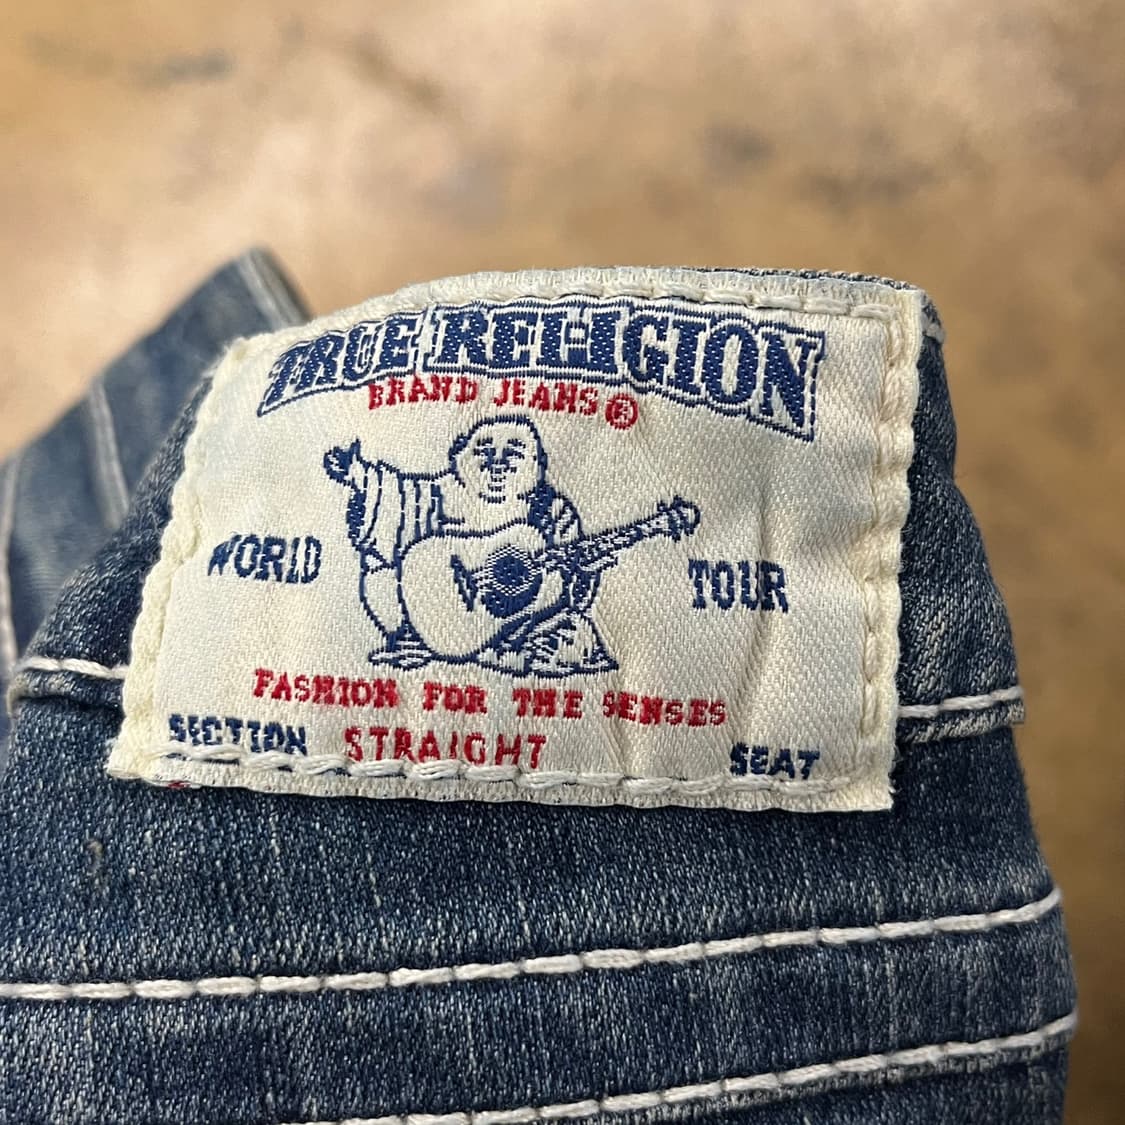 TRUE RELIGION
BRAND JEANS®
WORLD TOUR
FASHION FOR THE SENSES
SECTION STRAIGHT SEAT